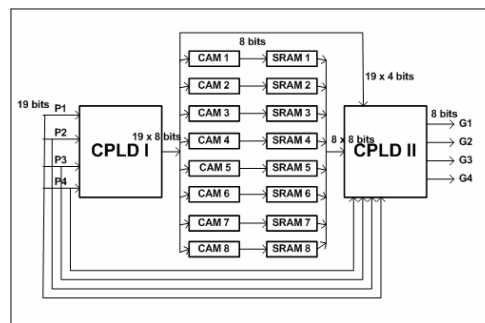 8 bits
CAM 1 SRAM 1
CAM 2 SRAM 2
19 x 4 bits
19 bits P1
CAM 3 SRAM 3
8 bits
G1
P2
19 x 8 bits
CAM 4 SRAM 4
G2
CPLD I
8 x 8 bits
CPLD II
P3
CAM 5 SRAM 5
G3
P4
G4
CAM 6 SRAM 6
CAM 7 SRAM 7
CAM 8 SRAM 8